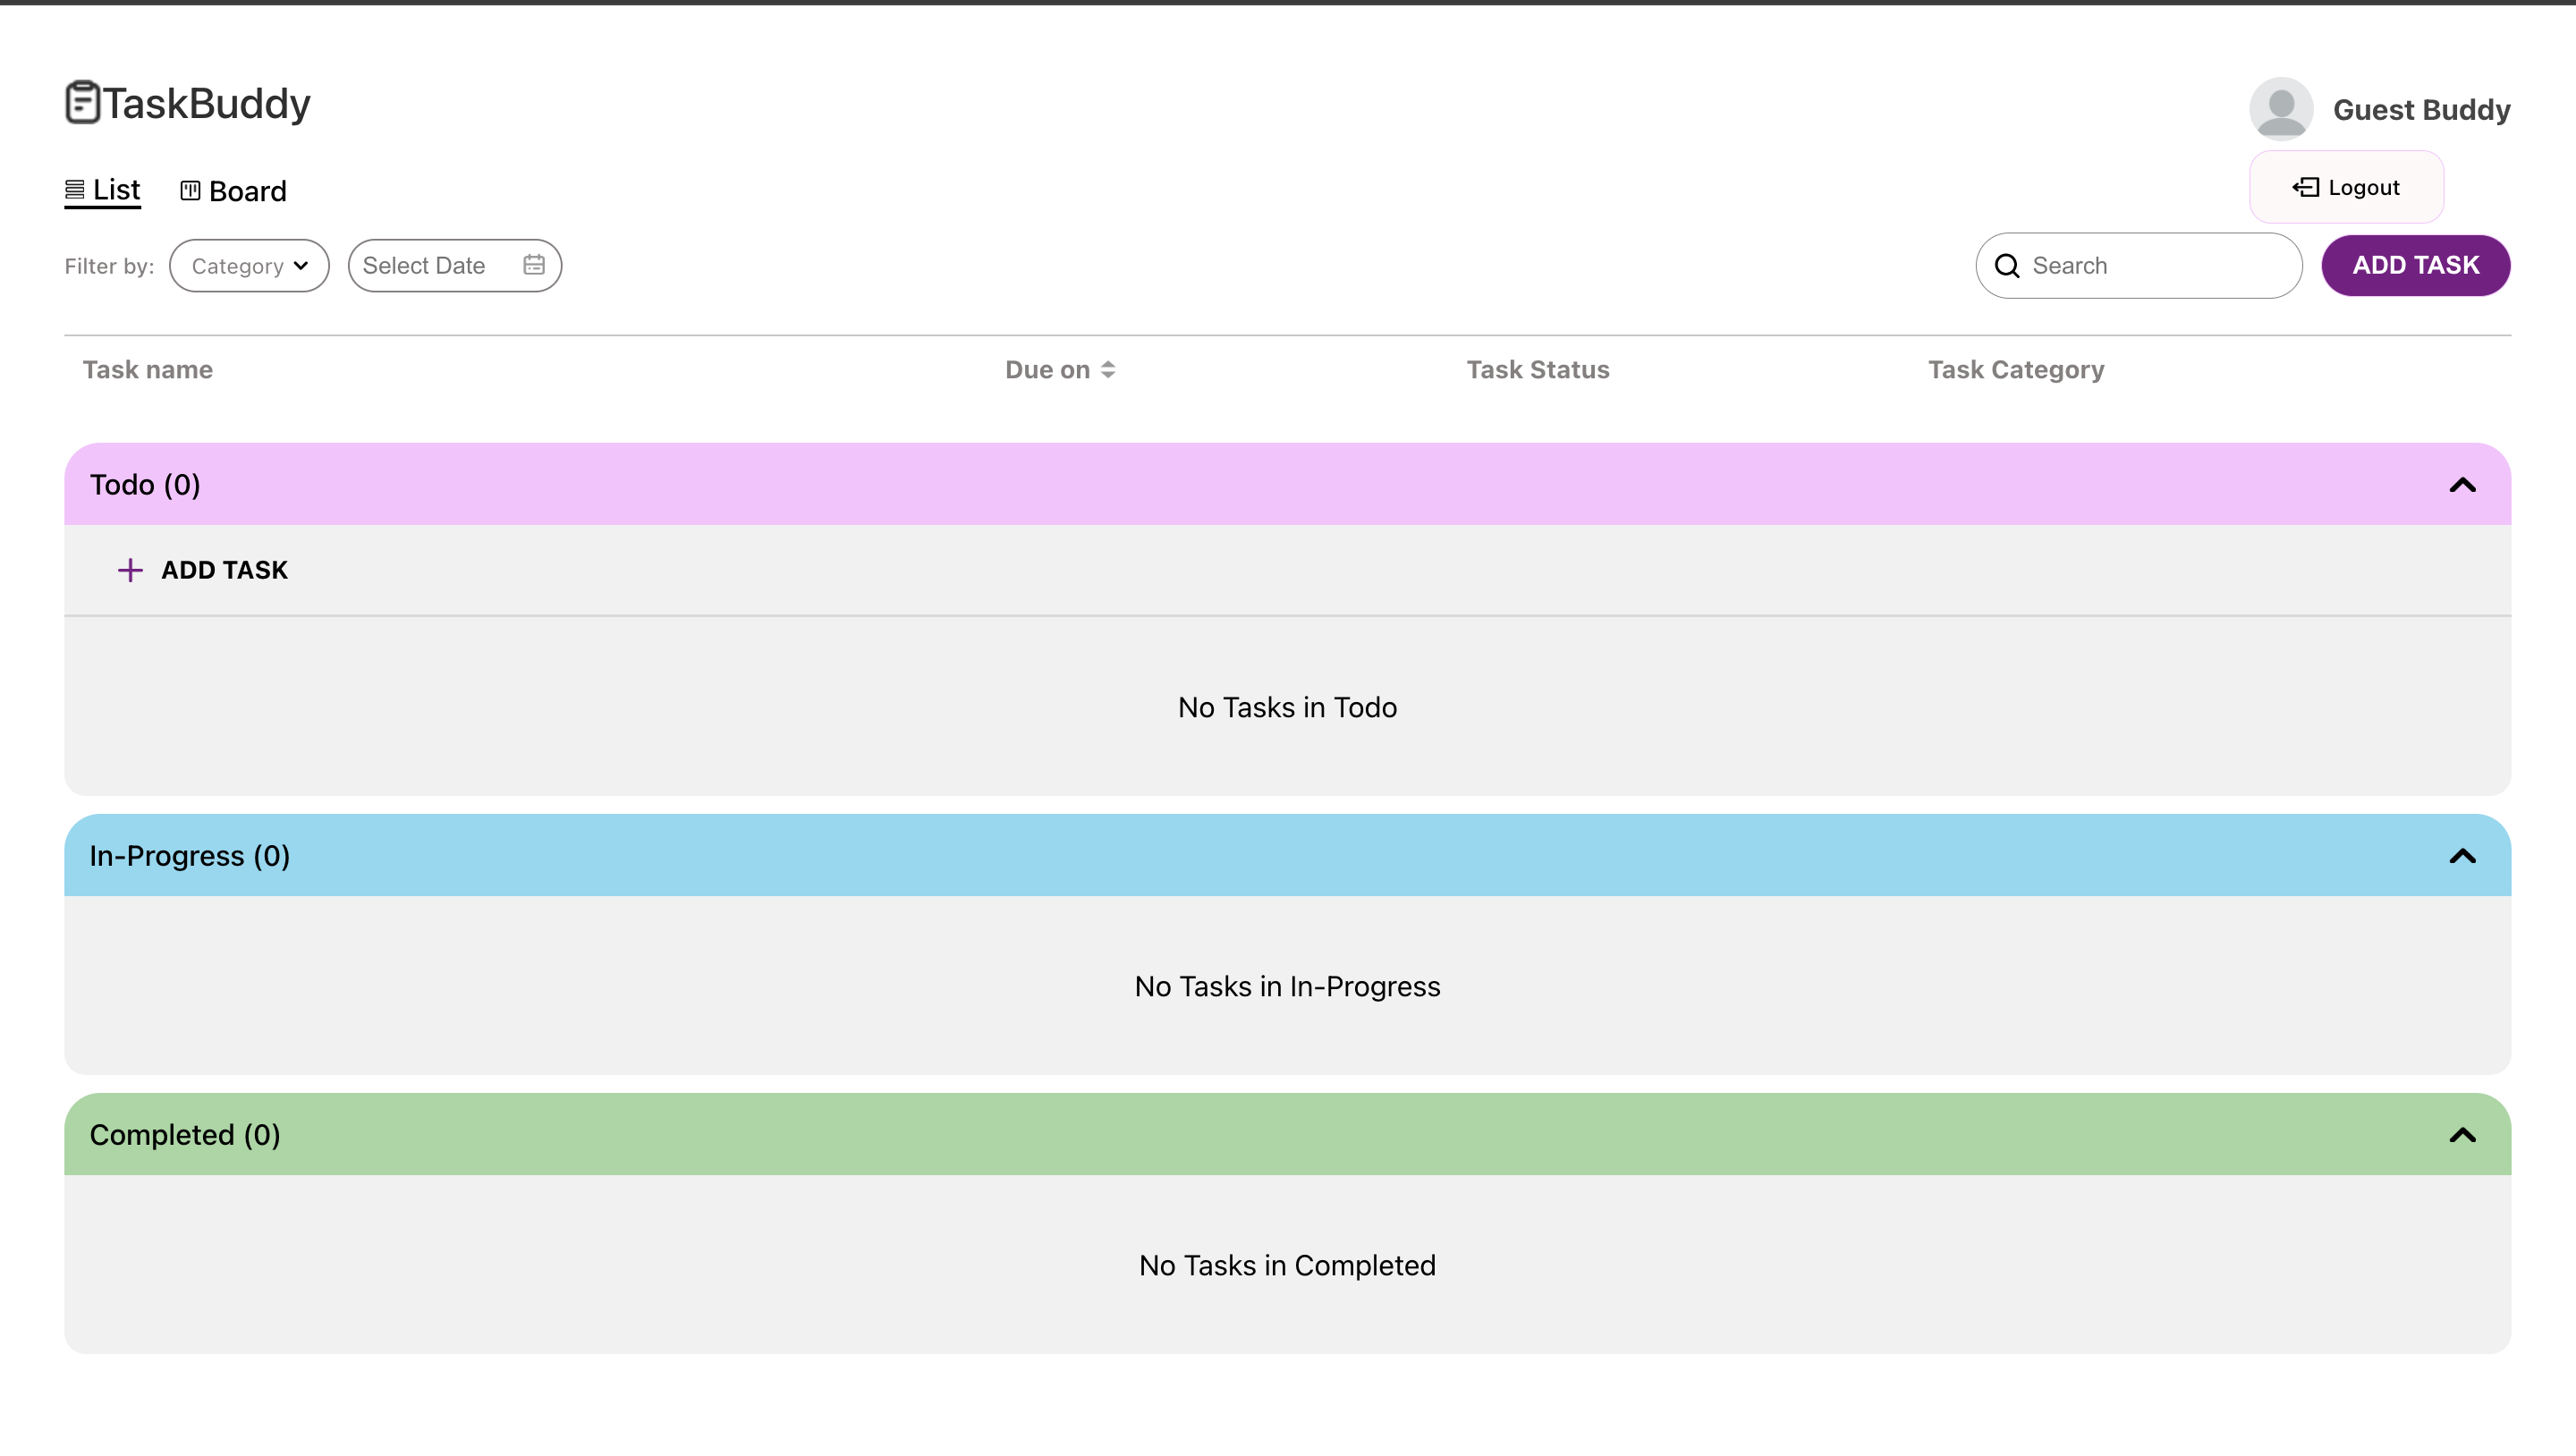 TaskBuddy
Guest Buddy
List Board
Logout
Filter by: Category Select Date Search ADD TASK
Task name Due on Task Status Task Category
Todo (0)
ADD TASK
No Tasks in Todo
In-Progress (0)
No Tasks in In-Progress
Completed (0)
No Tasks in Completed